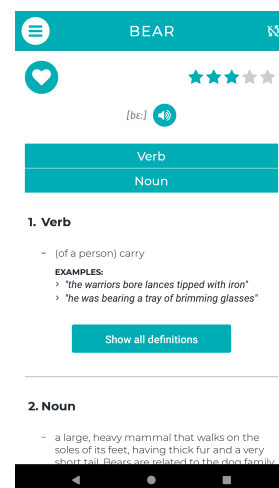 BEAR
[bɛː]
Verb
Noun
1. Verb
- (of a person) carry
EXAMPLES:
> "the warriors bore lances tipped with iron"
> "he was bearing a tray of brimming glasses"
Show all definitions
2. Noun
- a large, heavy mammal that walks on the
soles of its feet, having thick fur and a very
short tail. Bears are related to the dog family